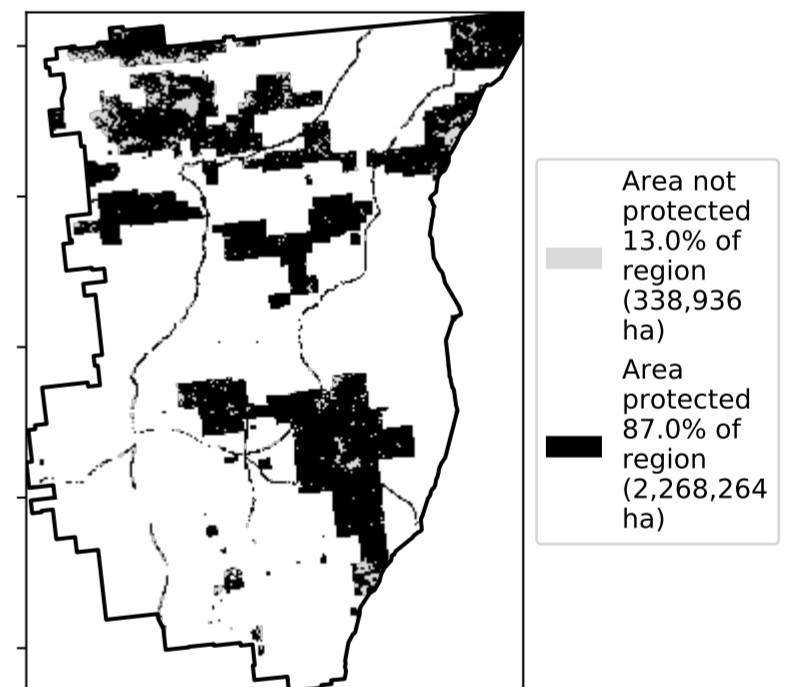 Area not
protected
13.0% of
region
(338,936
ha)
Area
protected
87.0% of
region
(2,268,264
ha)